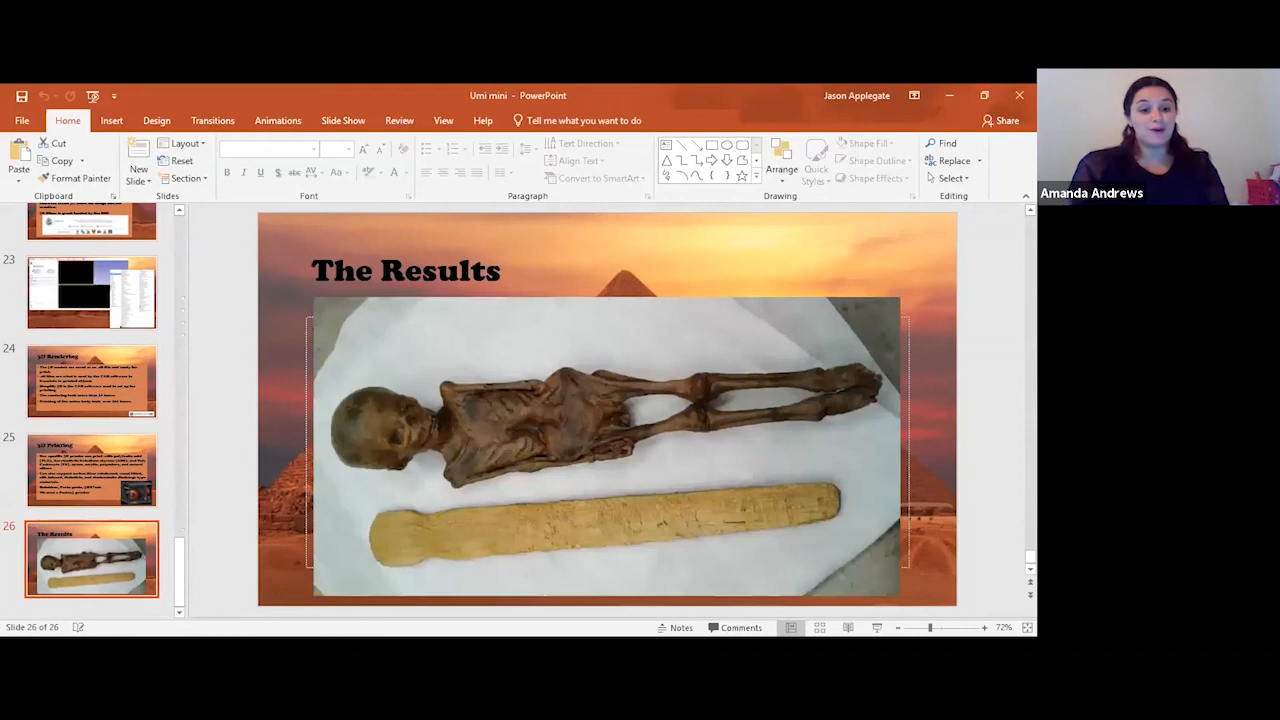 Umi mini - PowerPoint
Jason Applegate
File Home Insert Design Transitions Animations Slide Show Review View Help Tell me what you want to do Share
Paste
Cut
Copy
Format Painter
Clipboard
New Slide
Layout
Reset
Section
Slides
B I U S abc AV Aa A
Font
Text Direction
Align Text
Convert to SmartArt
Paragraph
Arrange
Quick Styles
Shape Fill
Shape Outline
Shape Effects
Drawing
Find
Replace
Select
Editing
Amanda Andrews
23
24
3D Rendering
25
3D Printing
26
The Results
The Results
Slide 26 of 26
Notes
Comments
72%